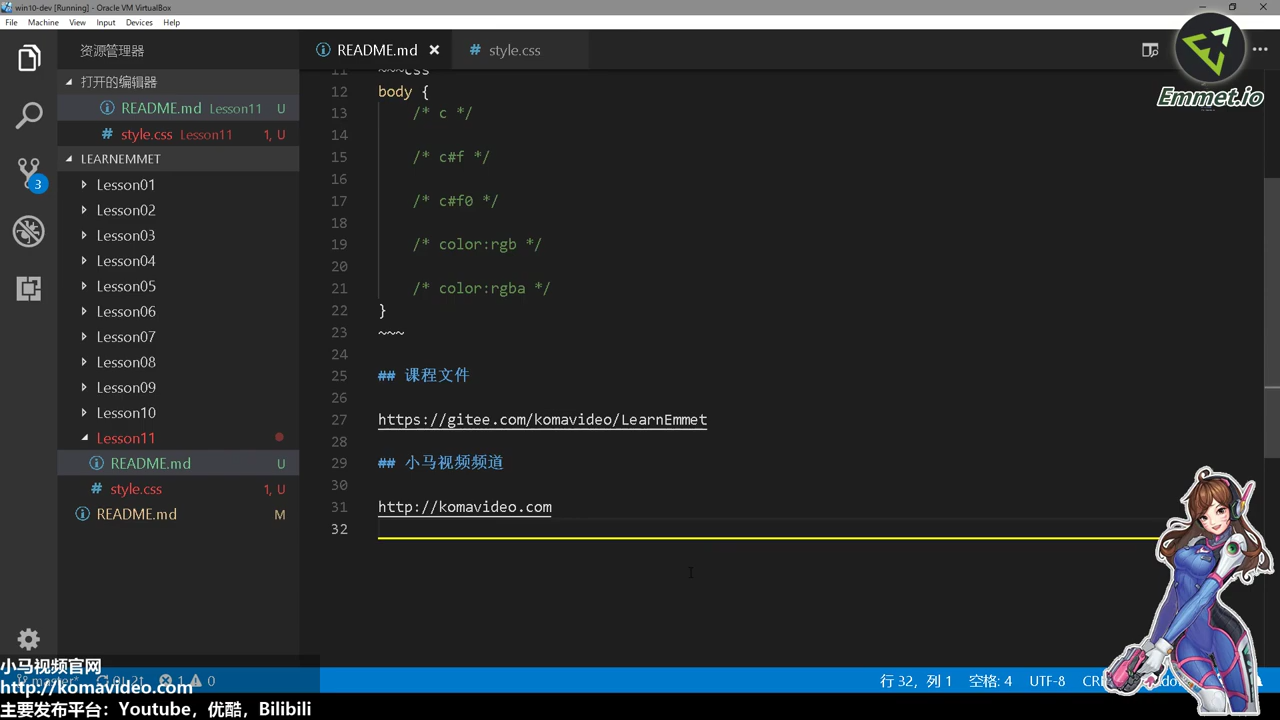 win10-dev [Running] - Oracle VM VirtualBox
File Machine View Input Devices Help
资源管理器
打开的编辑器
README.md Lesson11 U
# style.css Lesson11 1, U
LEARNEMMET
Lesson01
Lesson02
Lesson03
Lesson04
Lesson05
Lesson06
Lesson07
Lesson08
Lesson09
Lesson10
Lesson11
README.md U
# style.css 1, U
README.md M
3
README.md
# style.css
Emmet.io
11 ~~~css
12 body {
13 /* c */
14
15 /* c#f */
16
17 /* c#f0 */
18
19 /* color:rgb */
20
21 /* color:rgba */
22 }
23 ~~~
24
25 ## 课程文件
26
27 https://gitee.com/komavideo/LearnEmmet
28
29 ## 小马视频频道
30
31 http://komavideo.com
32
小马视频官网
http://komavideo.com
主要发布平台：Youtube，优酷，Bilibili
master*
1 0
行 32，列 1 空格: 4 UTF-8